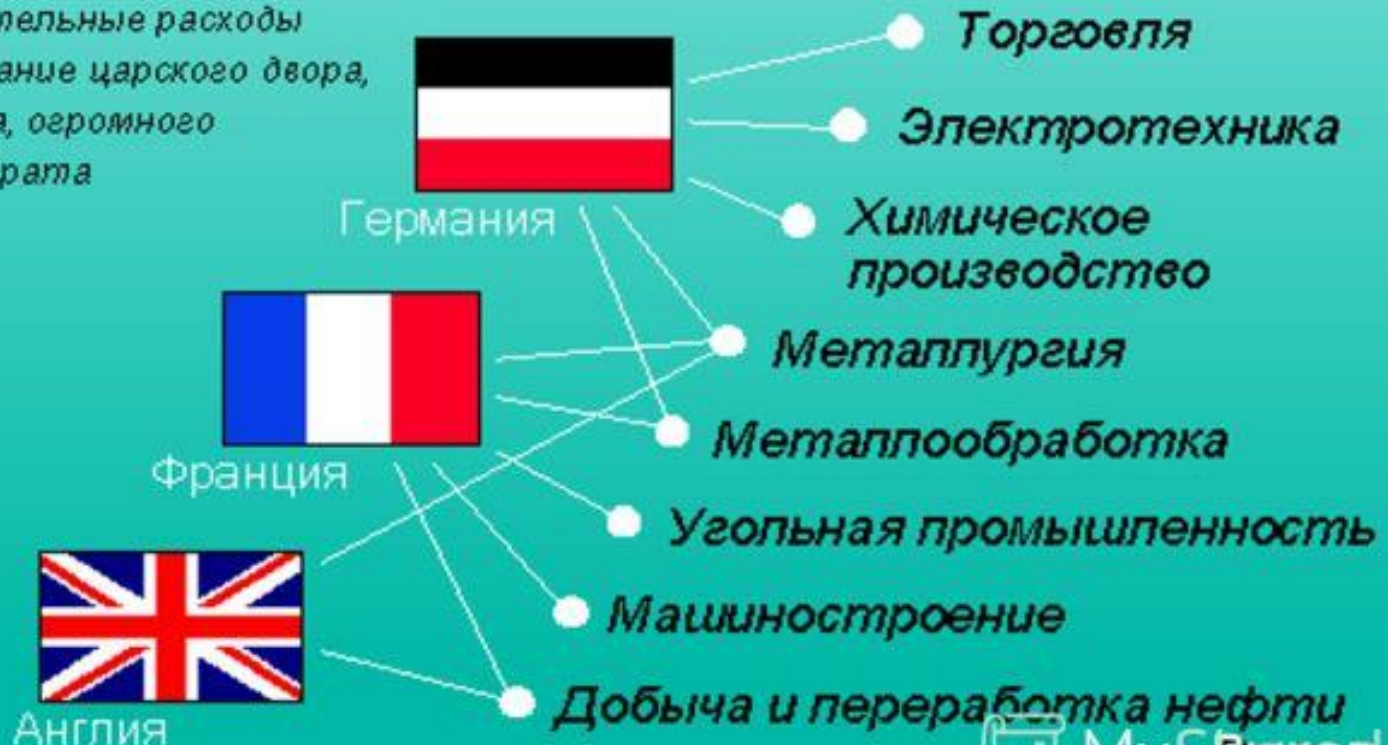 тельные расходы
ание царского двора,
я, огромного
рата
Германия
Франция
Англия
Торговля
Электротехника
Химическое
производство
Металлургия
Металлообработка
Угольная промышленность
Машиностроение
Добыча и переработка нефти